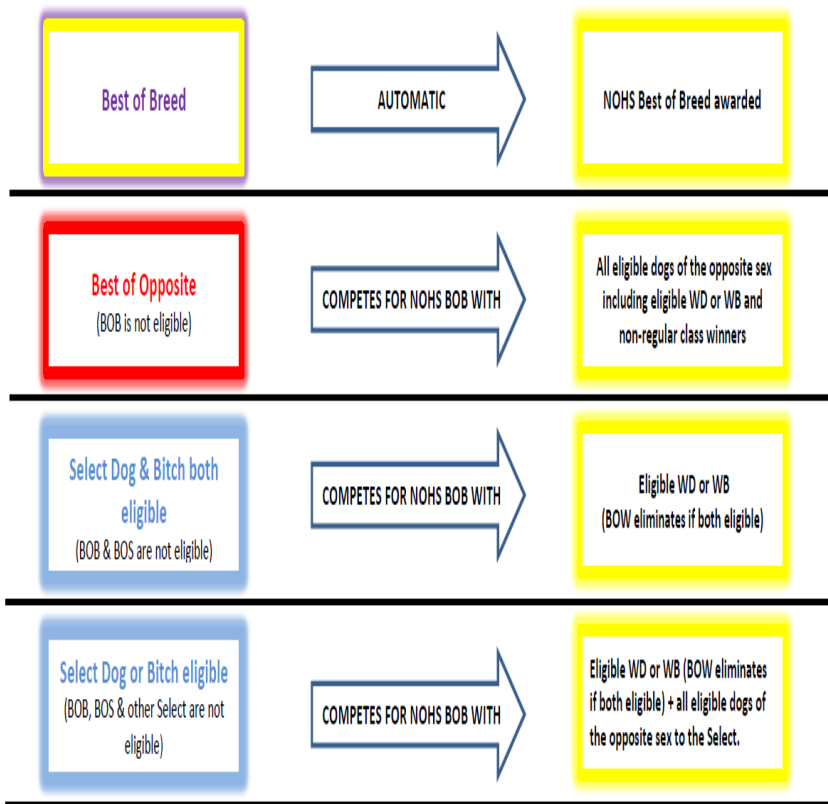 Best of Breed
AUTOMATIC
NOHS Best of Breed awarded
Best of Opposite
(BOB is not eligible)
COMPETES FOR NOHS BOB WITH
All eligible dogs of the opposite sex
including eligible WD or WB and
non-regular class winners
Select Dog & Bitch both
eligible
(BOB & BOS are not eligible)
COMPETES FOR NOHS BOB WITH
Eligible WD or WB
(BOW eliminates if both eligible)
Select Dog or Bitch eligible
(BOB, BOS & other Select are not
eligible)
COMPETES FOR NOHS BOB WITH
Eligible WD or WB (BOW eliminates
if both eligible) + all eligible dogs of
the opposite sex to the Select.